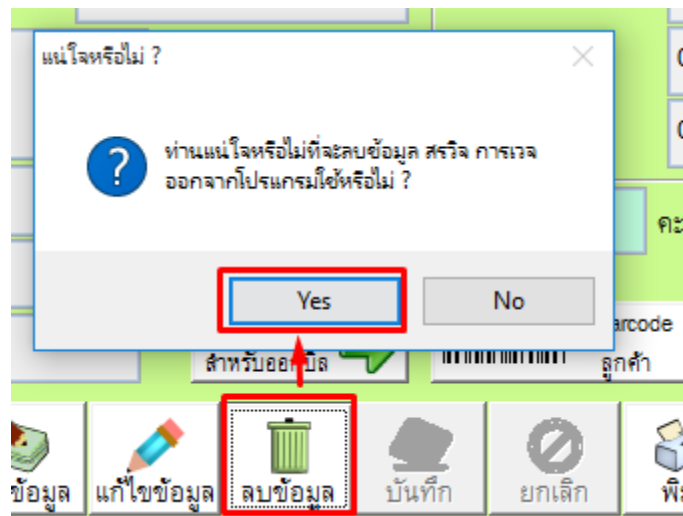 แน่ใจหรือไม่ ?
ท่านแน่ใจหรือไม่ที่จะลบข้อมูล สรวิจ การเวจ
ออกจากโปรแกรมใช้หรือไม่ ?
Yes
No
คะ
arcode
สำหรับออกบิล
ลูกค้า
ข้อมูล
แก้ไขข้อมูล
ลบข้อมูล
บันทึก
ยกเลิก
พิ